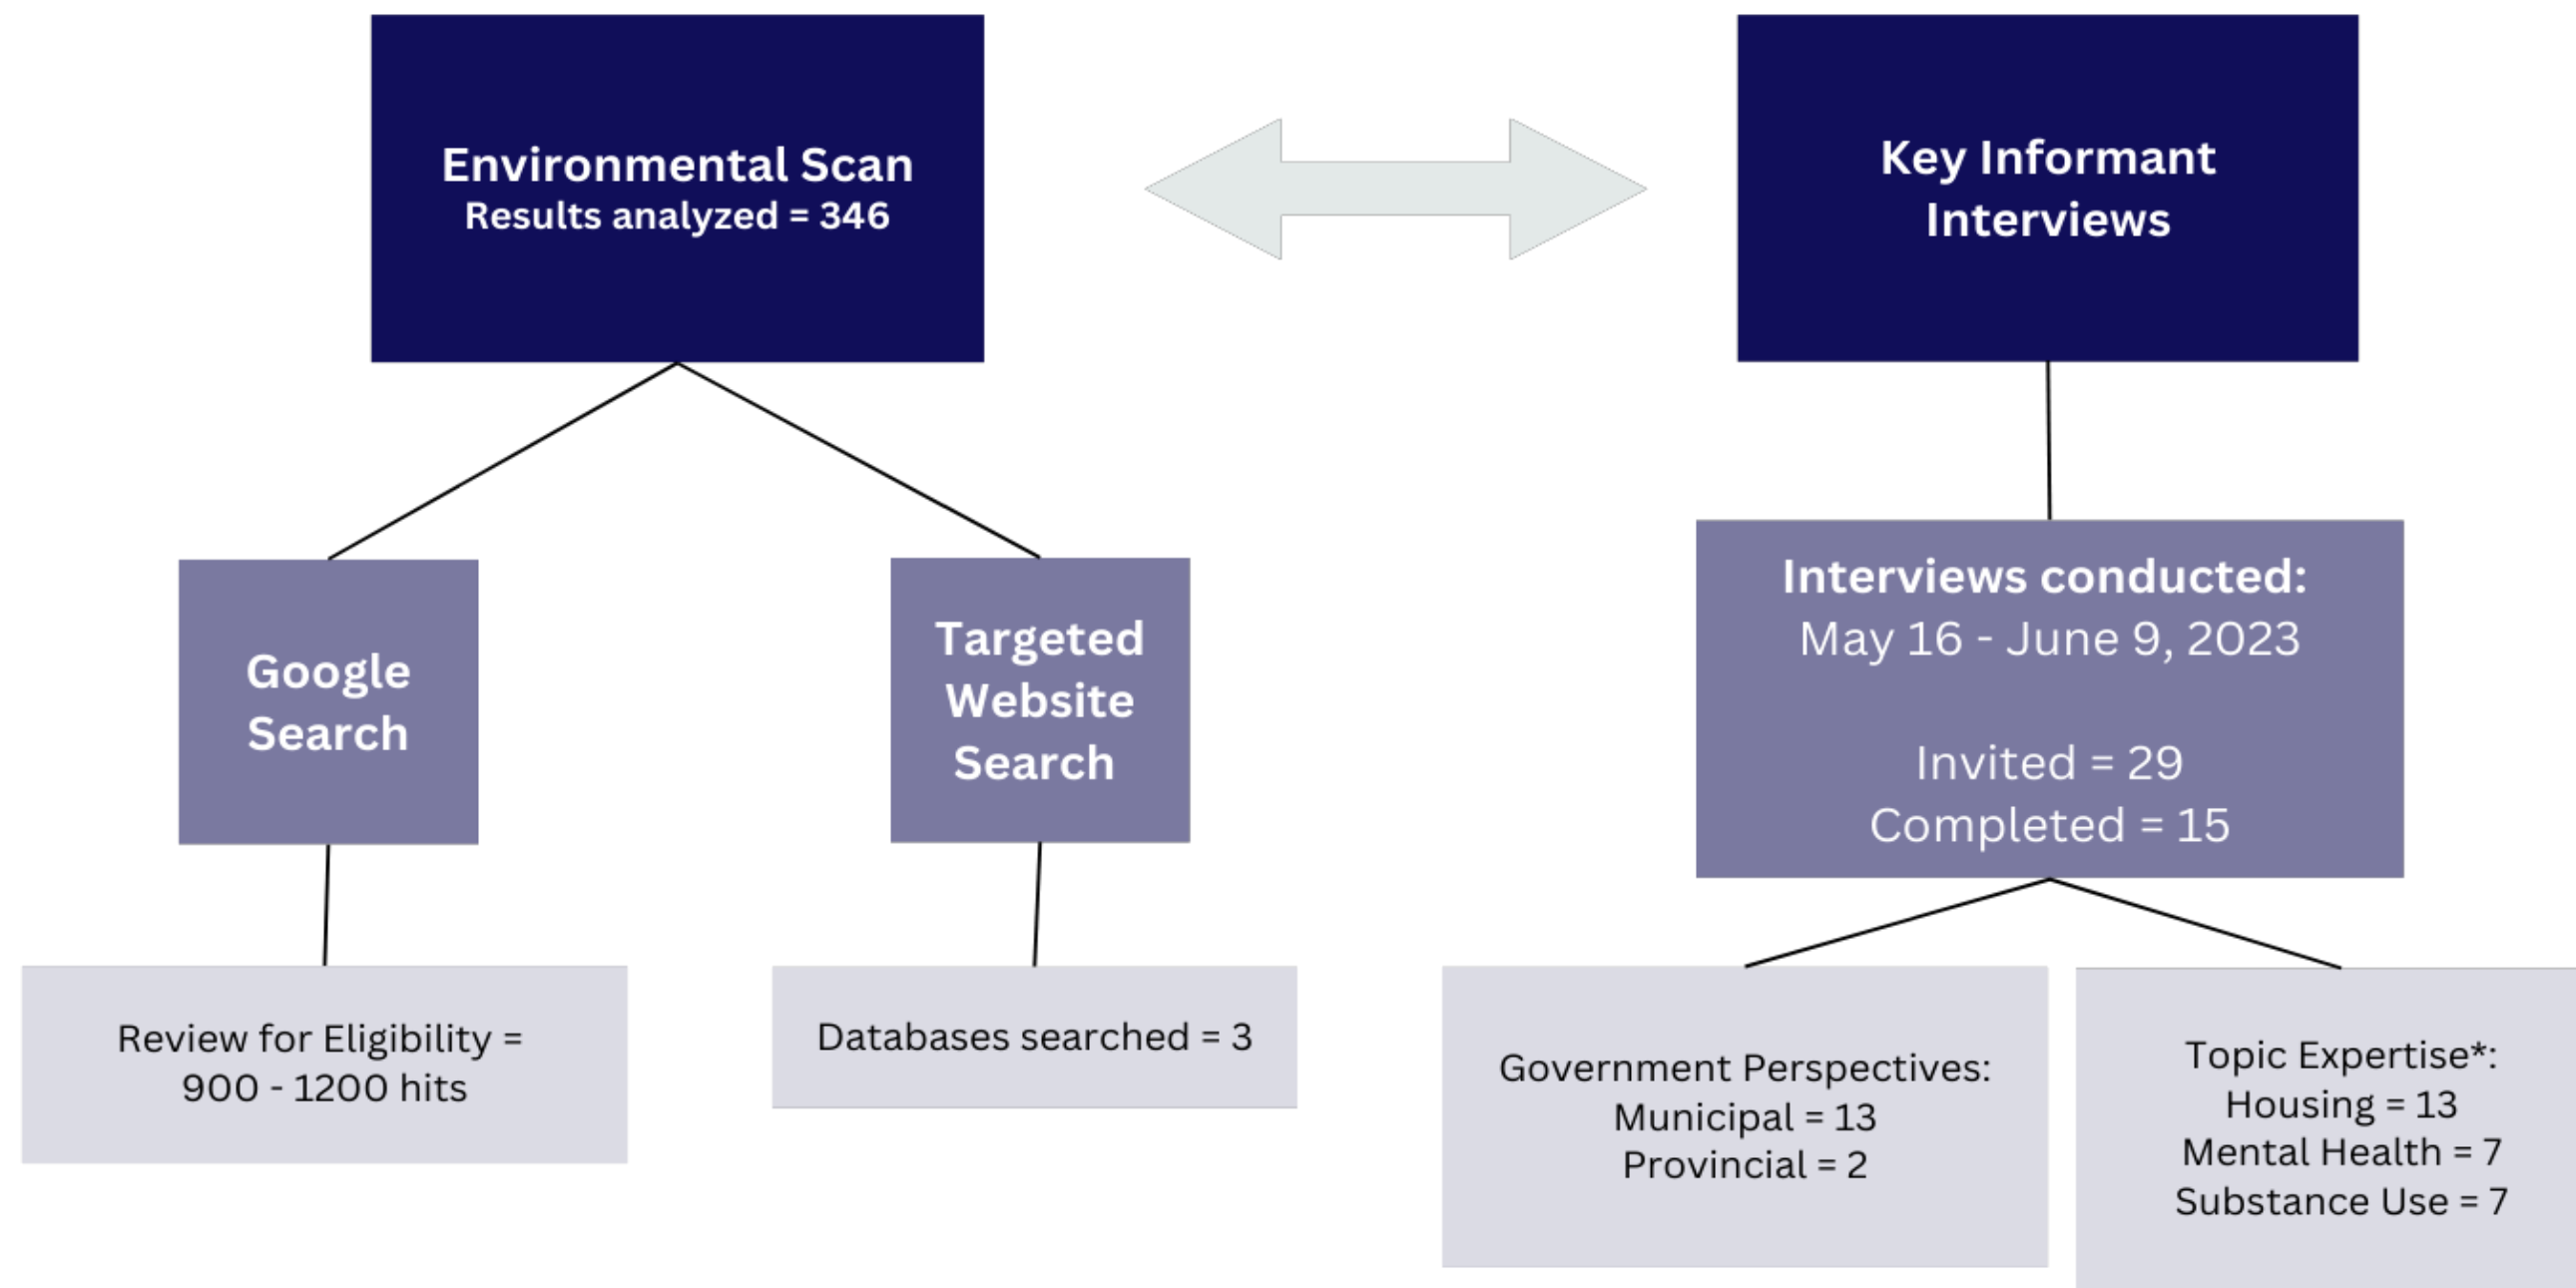 Environmental Scan
Results analyzed = 346
Key Informant
Interviews
Google
Search
Targeted
Website
Search
Interviews conducted:
May 16 - June 9, 2023
Invited = 29
Completed = 15
Review for Eligibility =
900 - 1200 hits
Databases searched = 3
Government Perspectives:
Municipal = 13
Provincial = 2
Topic Expertise*:
Housing = 13
Mental Health = 7
Substance Use = 7